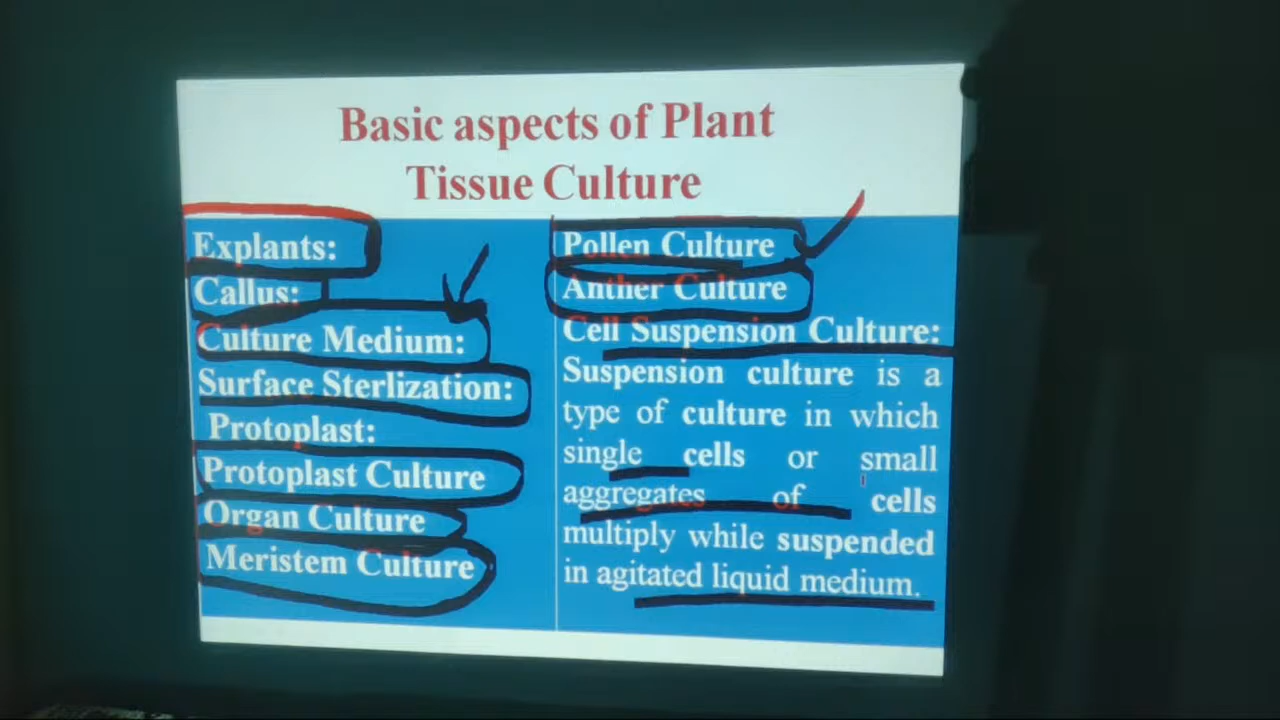 Basic aspects of Plant
Tissue Culture
Explants:
Callus:
Culture Medium:
Surface Sterlization:
Protoplast:
Protoplast Culture
Organ Culture
Meristem Culture
Pollen Culture
Anther Culture
Cell Suspension Culture:
Suspension culture is a
type of culture in which
single cells or small
aggregates of cells
multiply while suspended
in agitated liquid medium.